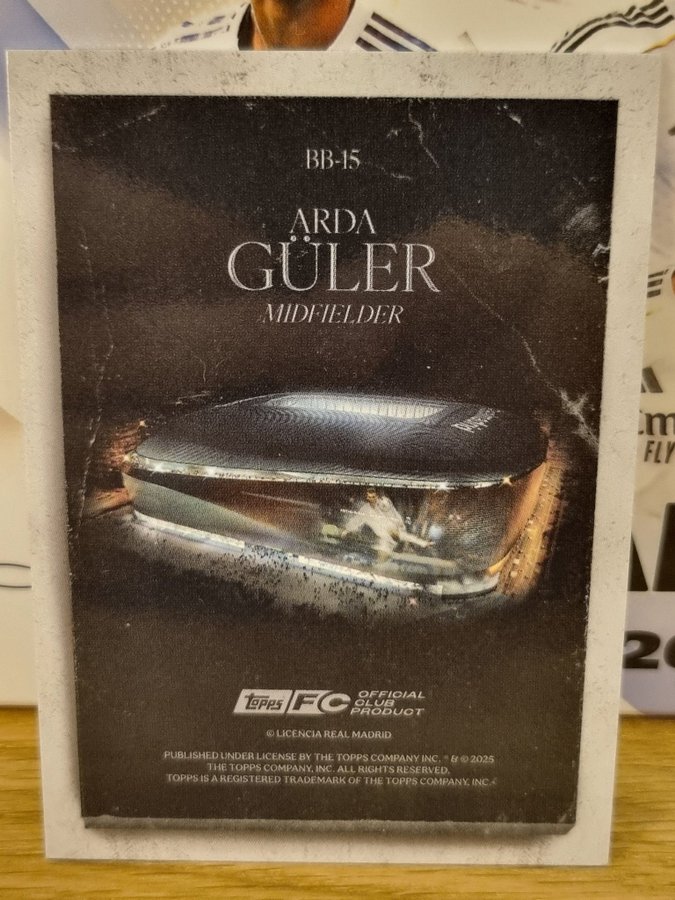 BB-15
ARDA
GÜLER
MIDFIELDER
topps FC OFFICIAL
CLUB
PRODUCT
© LICENCIA REAL MADRID
PUBLISHED UNDER LICENSE BY THE TOPPS COMPANY INC. ® & © 2025
THE TOPPS COMPANY, INC. ALL RIGHTS RESERVED.
TOPPS IS A REGISTERED TRADEMARK OF THE TOPPS COMPANY, INC.
FLY